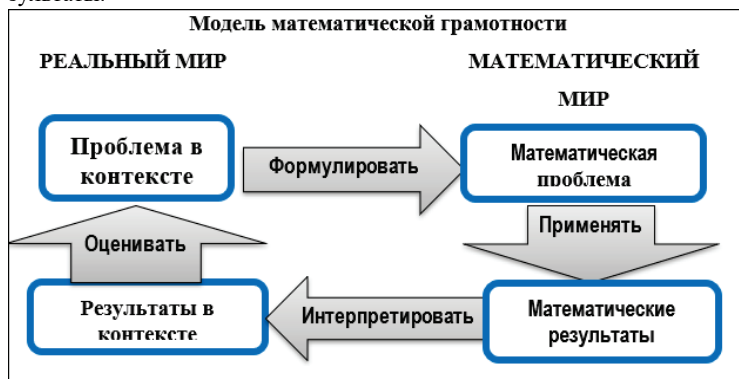 Модель математической грамотности
РЕАЛЬНЫЙ МИР
МАТЕМАТИЧЕСКИЙ
МИР
Проблема в
контексте
Формулировать
Математическая
проблема
Оценивать
Применять
Результаты в
контексте
Интерпретировать
Математические
результаты